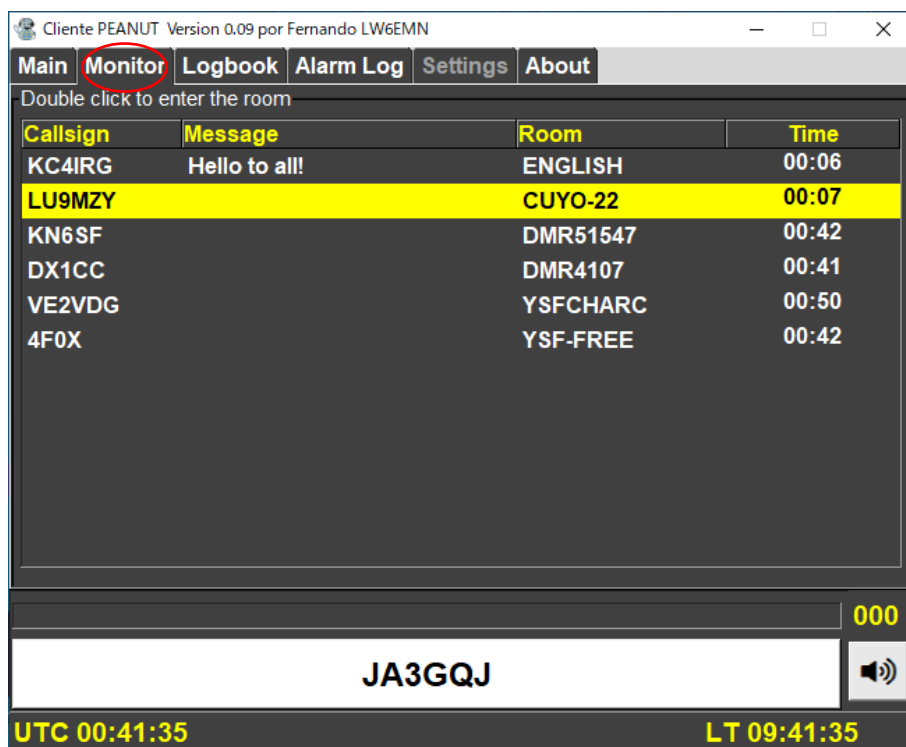 Cliente PEANUT Version 0.09 por Fernando LW6EMN
Main Monitor Logbook Alarm Log Settings About
Double click to enter the room
Callsign Message Room Time
KC4IRG Hello to all! ENGLISH 00:06
LU9MZY CUYO-22 00:07
KN6SF DMR51547 00:42
DX1CC DMR4107 00:41
VE2VDG YSFCHARC 00:50
4F0X YSF-FREE 00:42
000
JA3GQJ
UTC 00:41:35 LT 09:41:35